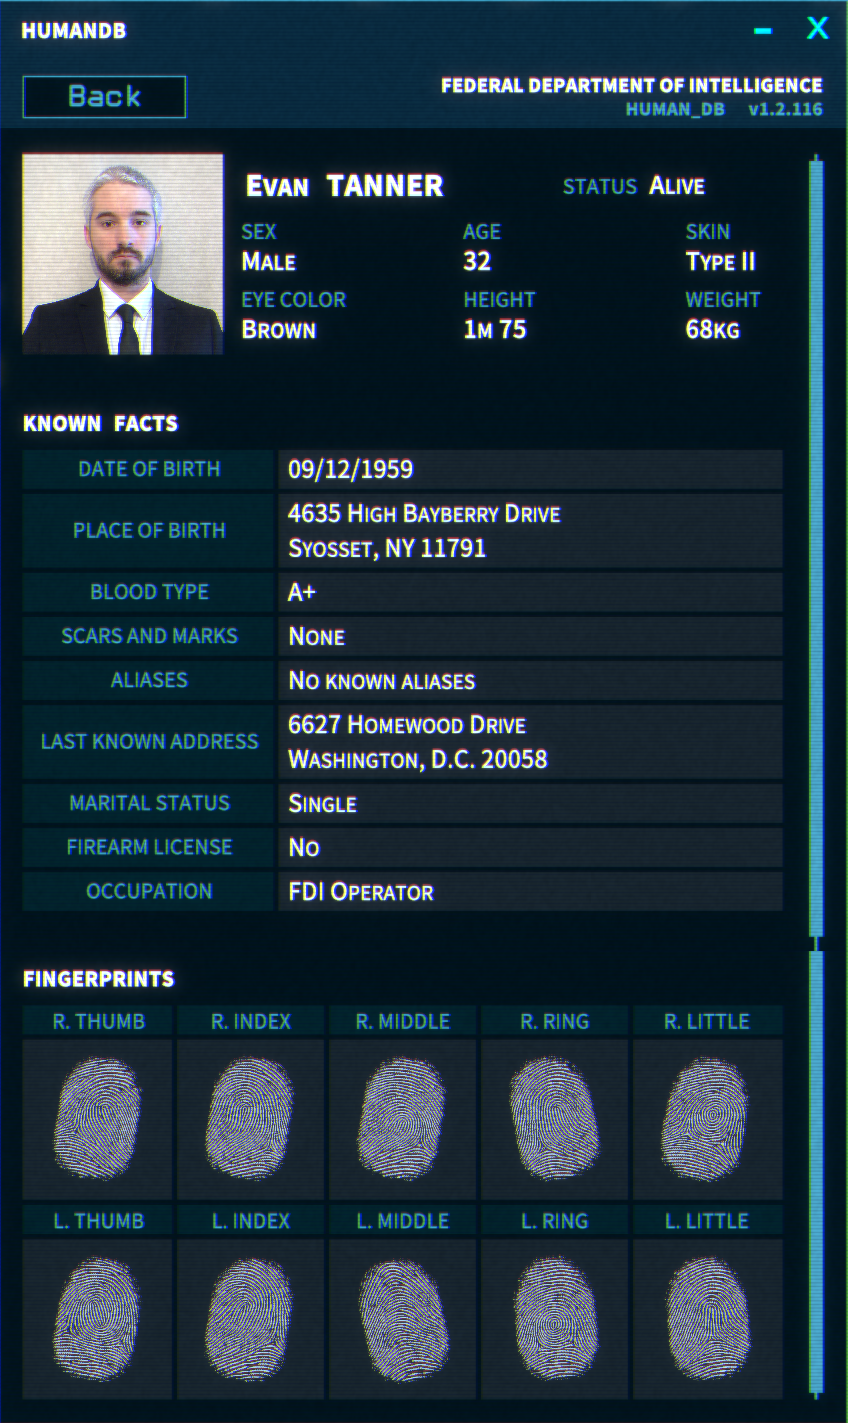 HUMANDB
– X
Back
FEDERAL DEPARTMENT OF INTELLIGENCE
HUMAN_DB v1.2.116
EVAN TANNER
STATUS ALIVE
SEX AGE SKIN
MALE 32 TYPE II
EYE COLOR HEIGHT WEIGHT
BROWN 1M 75 68KG
KNOWN FACTS
DATE OF BIRTH 09/12/1959
PLACE OF BIRTH 4635 HIGH BAYBERRY DRIVE
SYOSSET, NY 11791
BLOOD TYPE A+
SCARS AND MARKS NONE
ALIASES NO KNOWN ALIASES
LAST KNOWN ADDRESS 6627 HOMEWOOD DRIVE
WASHINGTON, D.C. 20058
MARITAL STATUS SINGLE
FIREARM LICENSE NO
OCCUPATION FDI OPERATOR
FINGERPRINTS
R. THUMB R. INDEX R. MIDDLE R. RING R. LITTLE
L. THUMB L. INDEX L. MIDDLE L. RING L. LITTLE